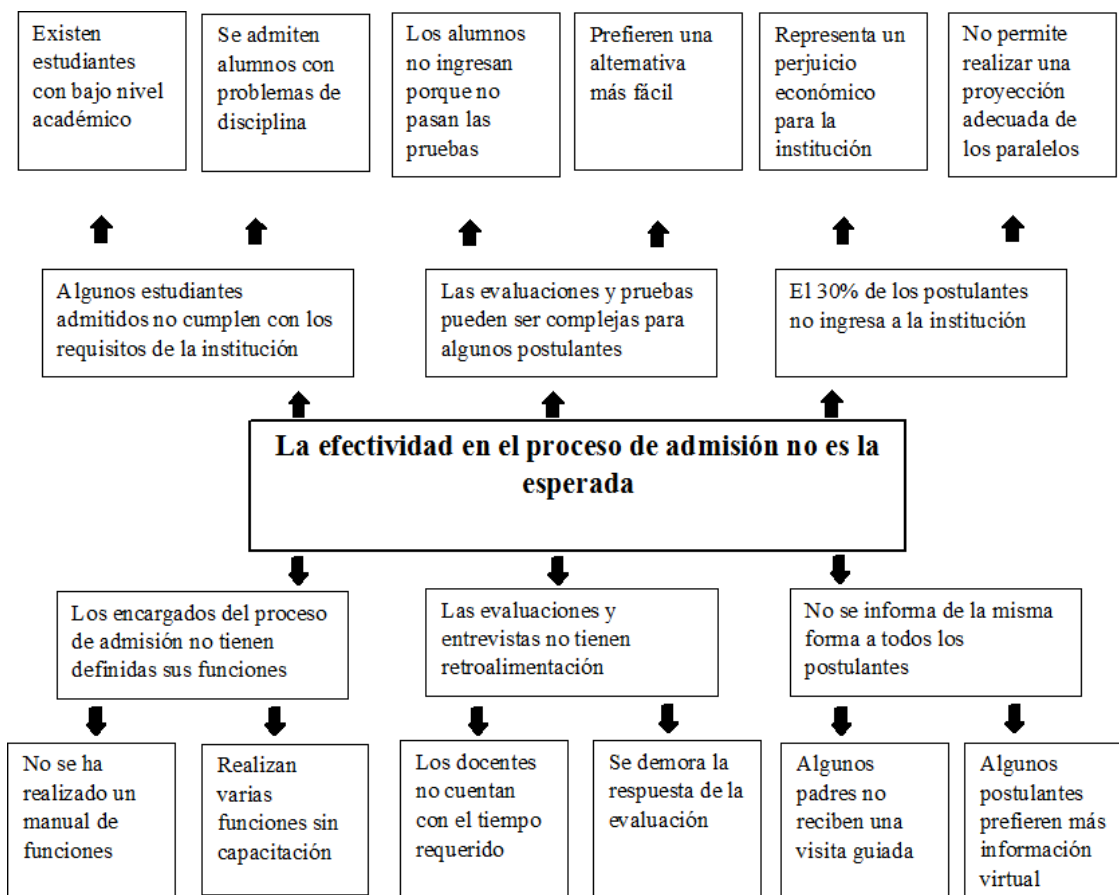 Existen
estudiantes
con bajo nivel
académico
Se admiten
alumnos con
problemas de
disciplina
Los alumnos
no ingresan
porque no
pasan las
pruebas
Prefieren una
alternativa
más fácil
Representa un
perjuicio
económico
para la
institución
No permite
realizar una
proyección
adecuada de
los paralelos
Algunos estudiantes
admitidos no cumplen con los
requisitos de la institución
Las evaluaciones y pruebas
pueden ser complejas para
algunos postulantes
El 30% de los postulantes
no ingresa a la institución
La efectividad en el proceso de admisión no es la
esperada
Los encargados del proceso
de admisión no tienen
definidas sus funciones
Las evaluaciones y
entrevistas no tienen
retroalimentación
No se informa de la misma
forma a todos los
postulantes
No se ha
realizado un
manual de
funciones
Realizan
varias
funciones sin
capacitación
Los docentes
no cuentan
con el tiempo
requerido
Se demora la
respuesta de la
evaluación
Algunos
padres no
reciben una
visita guiada
Algunos
postulantes
prefieren más
información
virtual